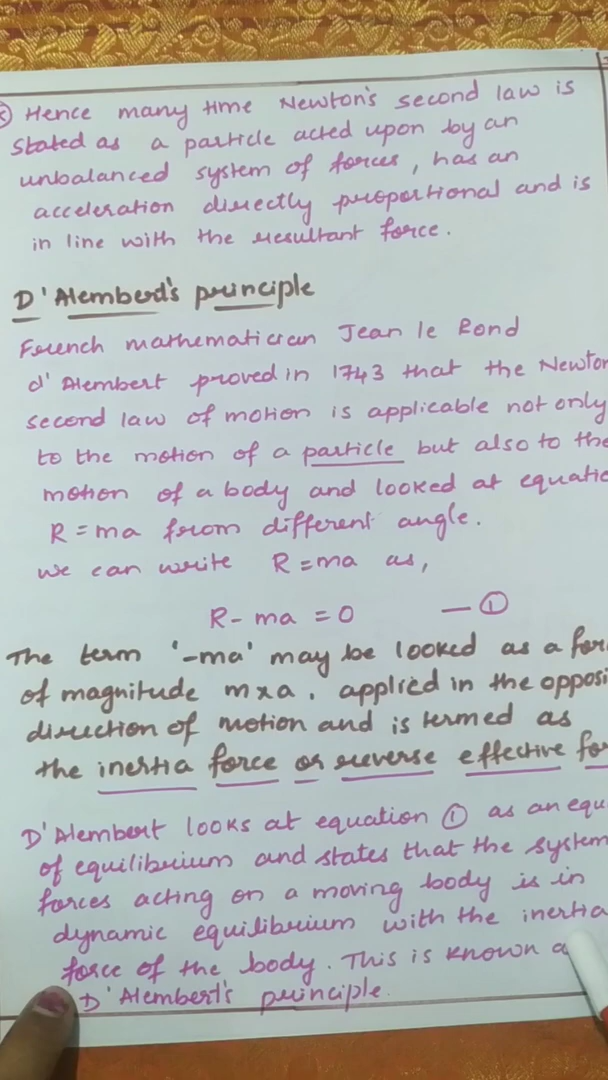 Hence many time Newton's second law is
stated as a particle acted upon by an
unbalanced system of forces, has an
acceleration directly proportional and is
in line with the resultant force.
D'Alembert's principle
French mathematician Jean le Rond
d'Alembert proved in 1743 that the Newton
second law of motion is applicable not only
to the motion of a particle but also to the
motion of a body and looked at equatio
R = ma from different angle.
we can write R = ma as,
R - ma = 0 — ①
The term '-ma' may be looked as a for
of magnitude m x a, applied in the opposi
direction of motion and is termed as
the inertia force or reverse effective fo
D'Alembert looks at equation ① as an equ
of equilibrium and states that the system
forces acting on a moving body is in
dynamic equilibrium with the inertia
force of the body. This is known a
D'Alembert's principle.